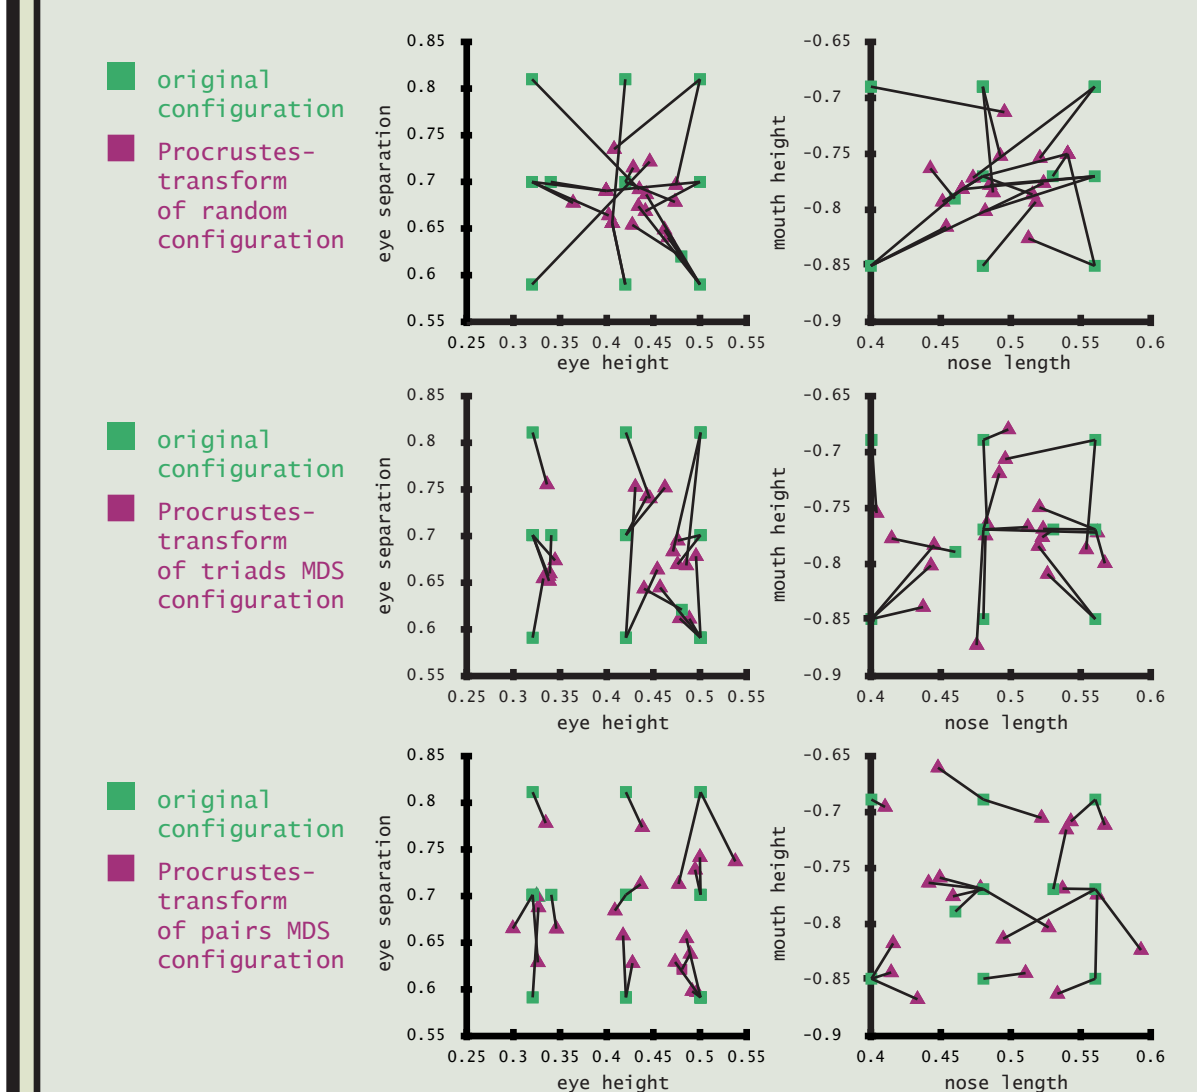 original
configuration
Procrustes-
transform
of random
configuration
0.85
0.8
0.75
0.7
0.65
0.6
0.55
eye separation
0.25 0.3 0.35 0.4 0.45 0.5 0.55
eye height
-0.65
-0.7
-0.75
-0.8
-0.85
-0.9
mouth height
0.4 0.45 0.5 0.55 0.6
nose length
original
configuration
Procrustes-
transform
of triads MDS
configuration
0.85
0.8
0.75
0.7
0.65
0.6
0.55
eye separation
0.25 0.3 0.35 0.4 0.45 0.5 0.55
eye height
-0.65
-0.7
-0.75
-0.8
-0.85
-0.9
mouth height
0.4 0.45 0.5 0.55 0.6
nose length
original
configuration
Procrustes-
transform
of pairs MDS
configuration
0.85
0.8
0.75
0.7
0.65
0.6
0.55
eye separation
0.25 0.3 0.35 0.4 0.45 0.5 0.55
eye height
-0.65
-0.7
-0.75
-0.8
-0.85
-0.9
mouth height
0.4 0.45 0.5 0.55 0.6
nose length